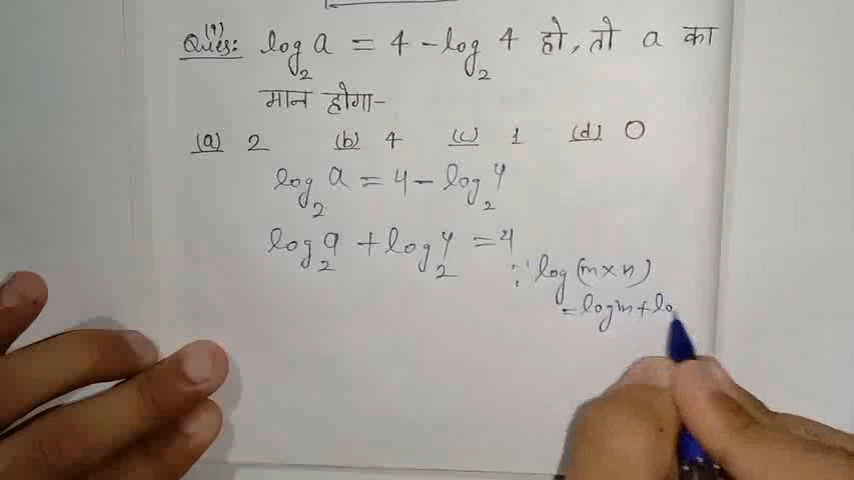 (9)
Ques: log₂ a = 4 - log₂ 4 हो, तो a का
मान होगा-
(a) 2 (b) 4 (c) 1 (d) 0
log₂ a = 4 - log₂ 4
log₂ a + log₂ 4 = 4
∵ log (m × n)
= log m + lo